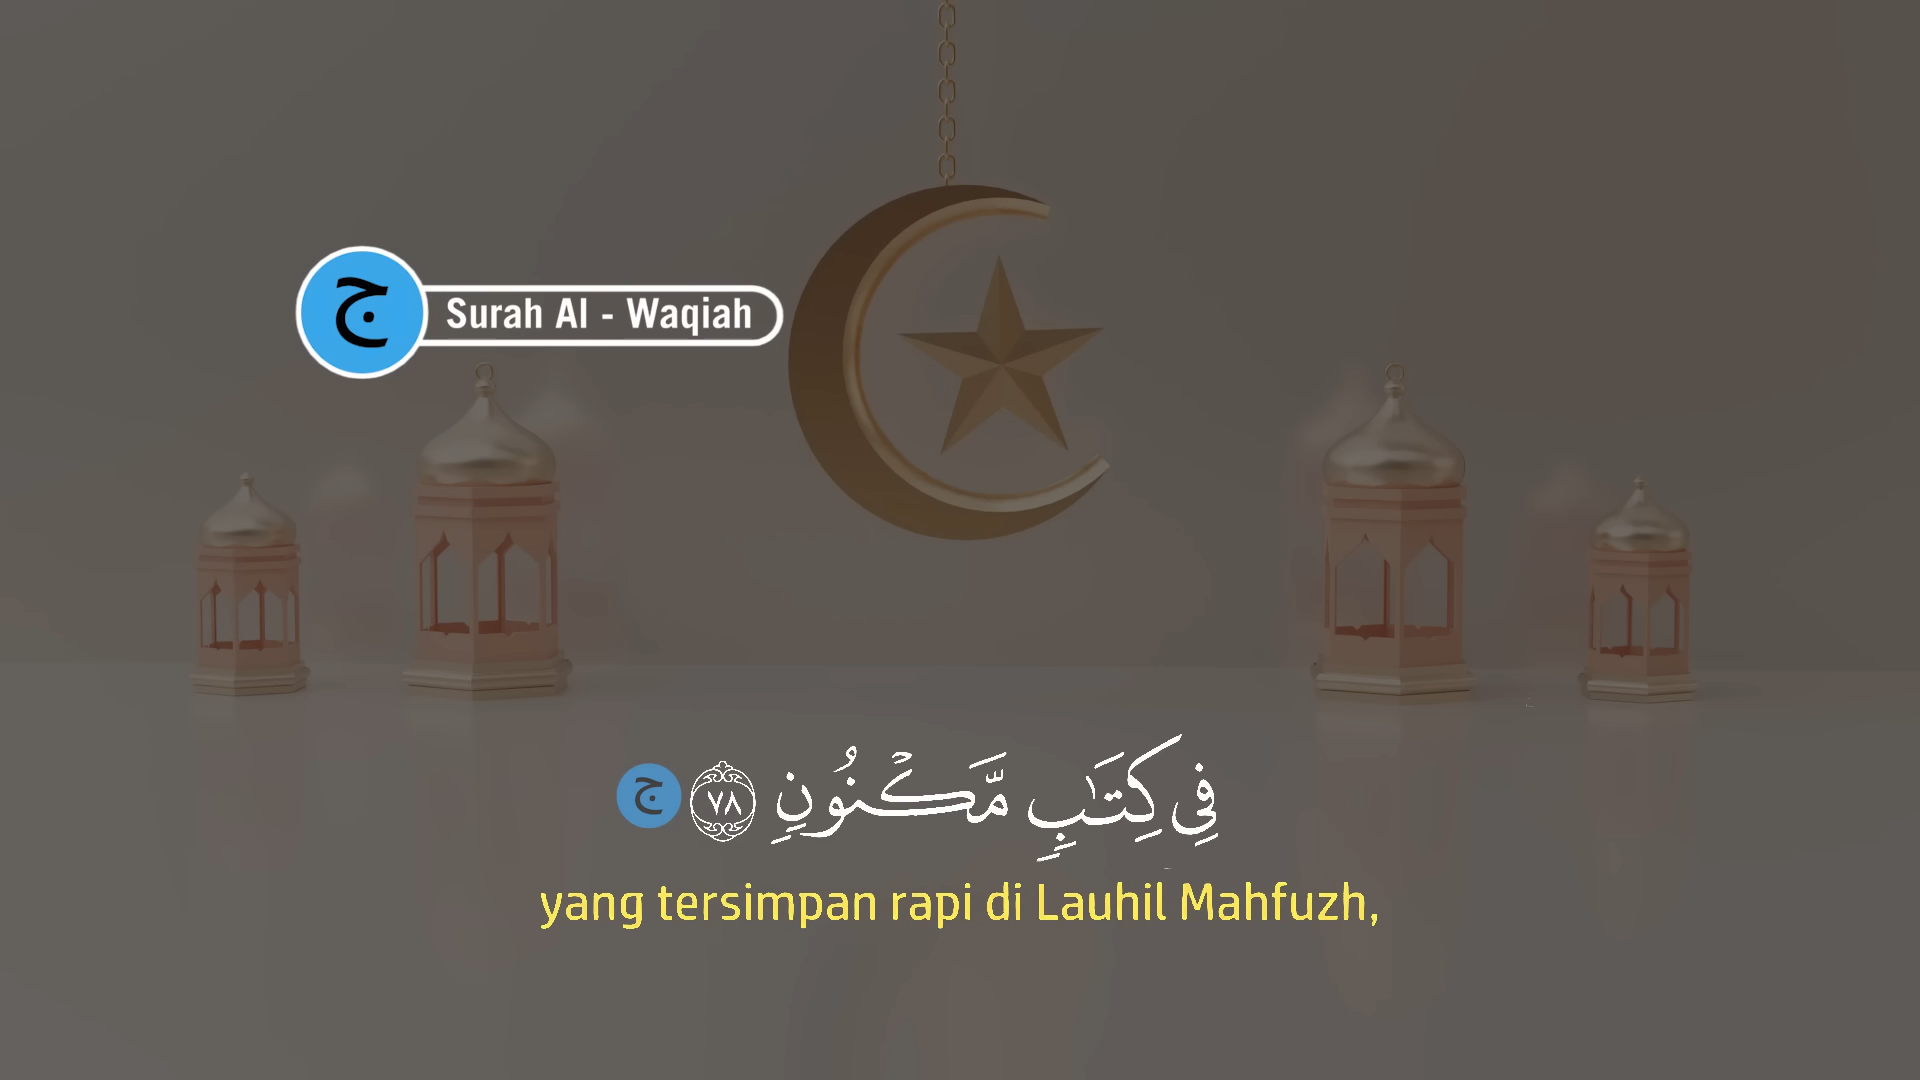 ج
Surah Al - Waqiah
فِي كِتَٰبٍ مَّكْنُونٍ ٧٨ ج
yang tersimpan rapi di Lauhil Mahfuzh,